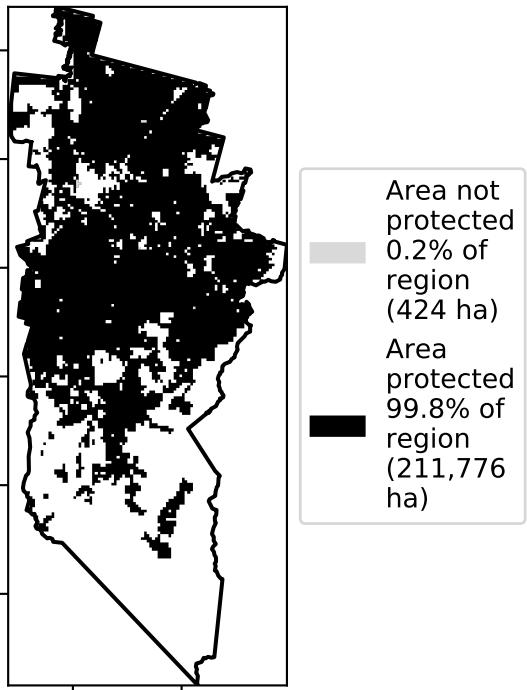 Area not
protected
0.2% of
region
(424 ha)
Area
protected
99.8% of
region
(211,776
ha)